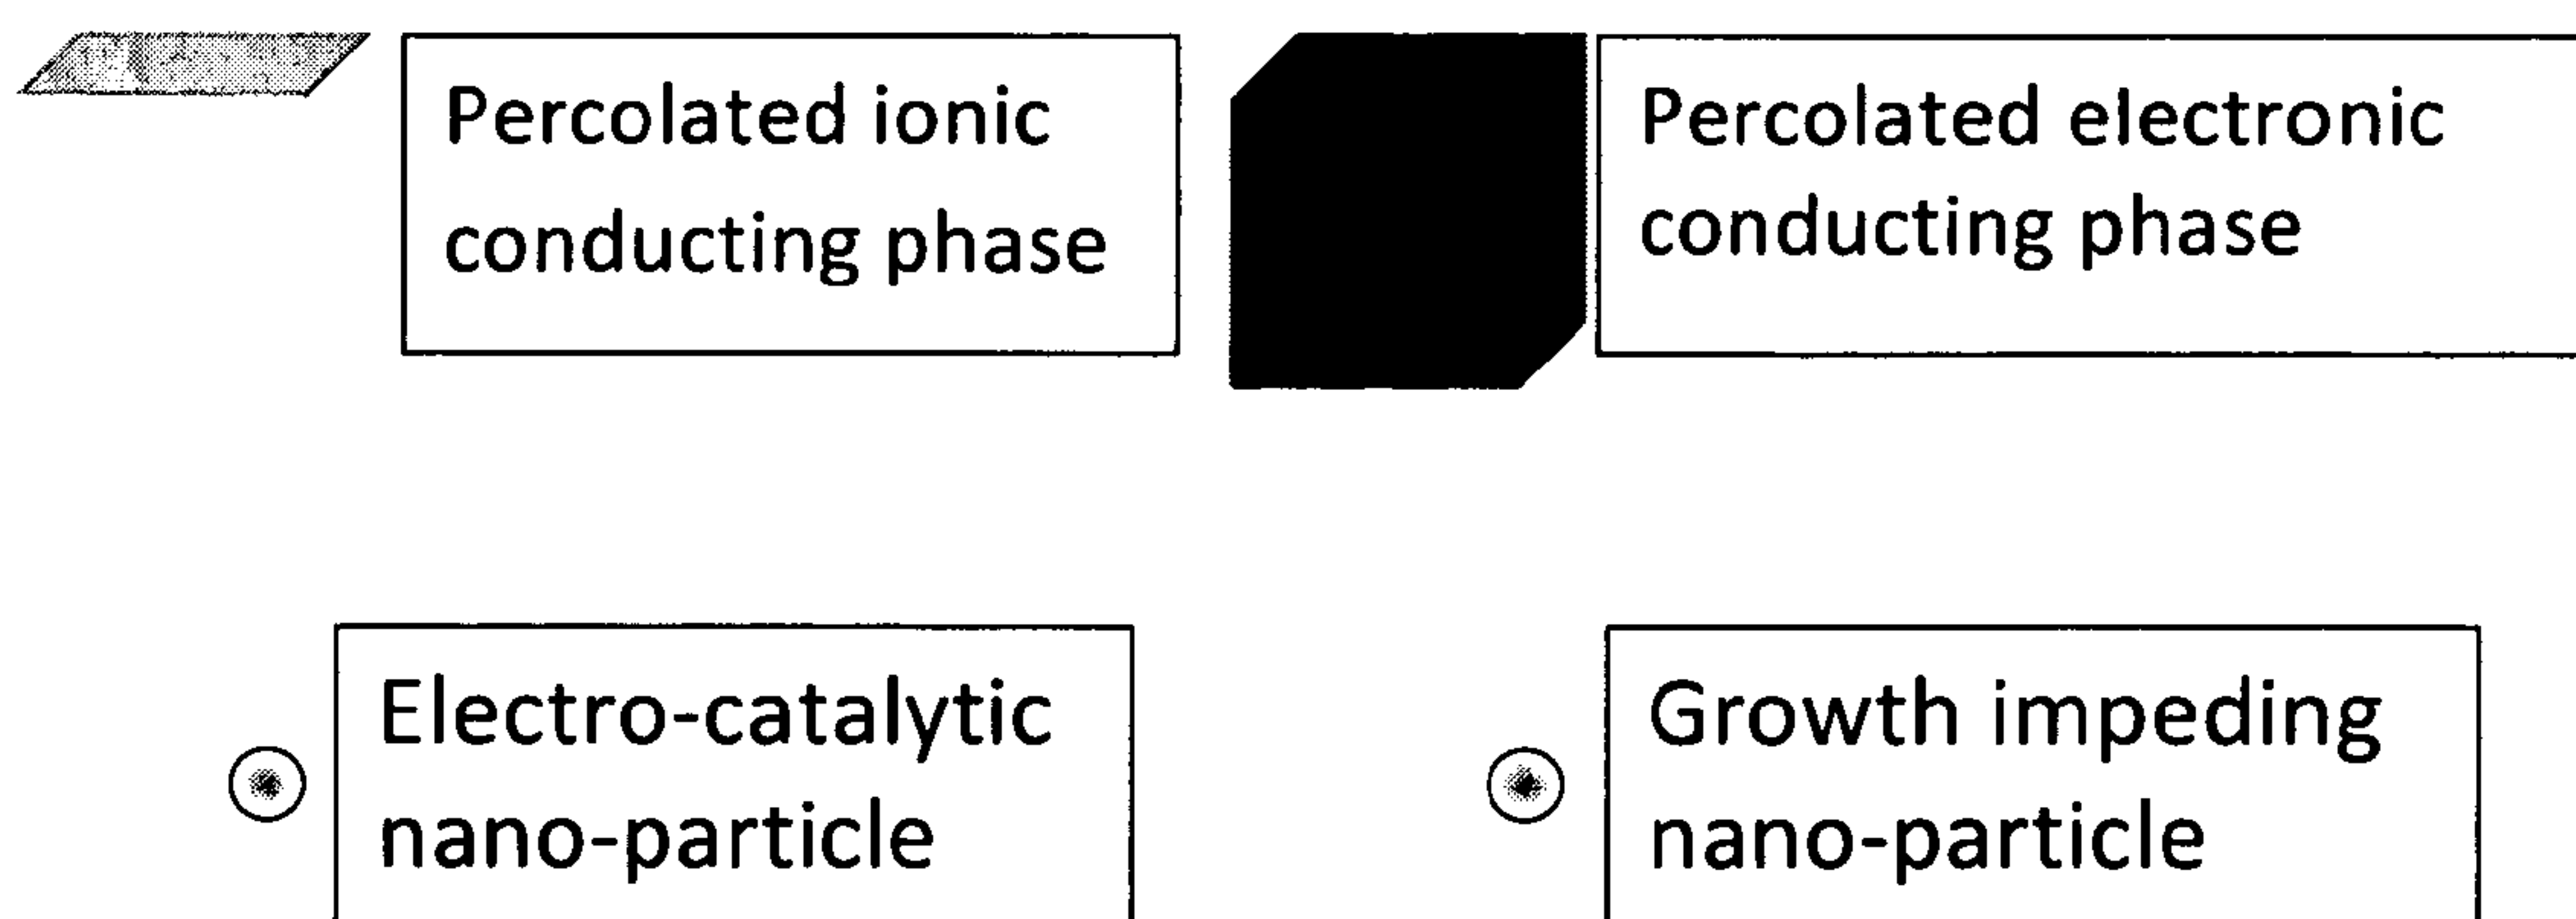 Percolated ionic
conducting phase
Percolated electronic
conducting phase
Electro-catalytic
nano-particle
Growth impeding
nano-particle